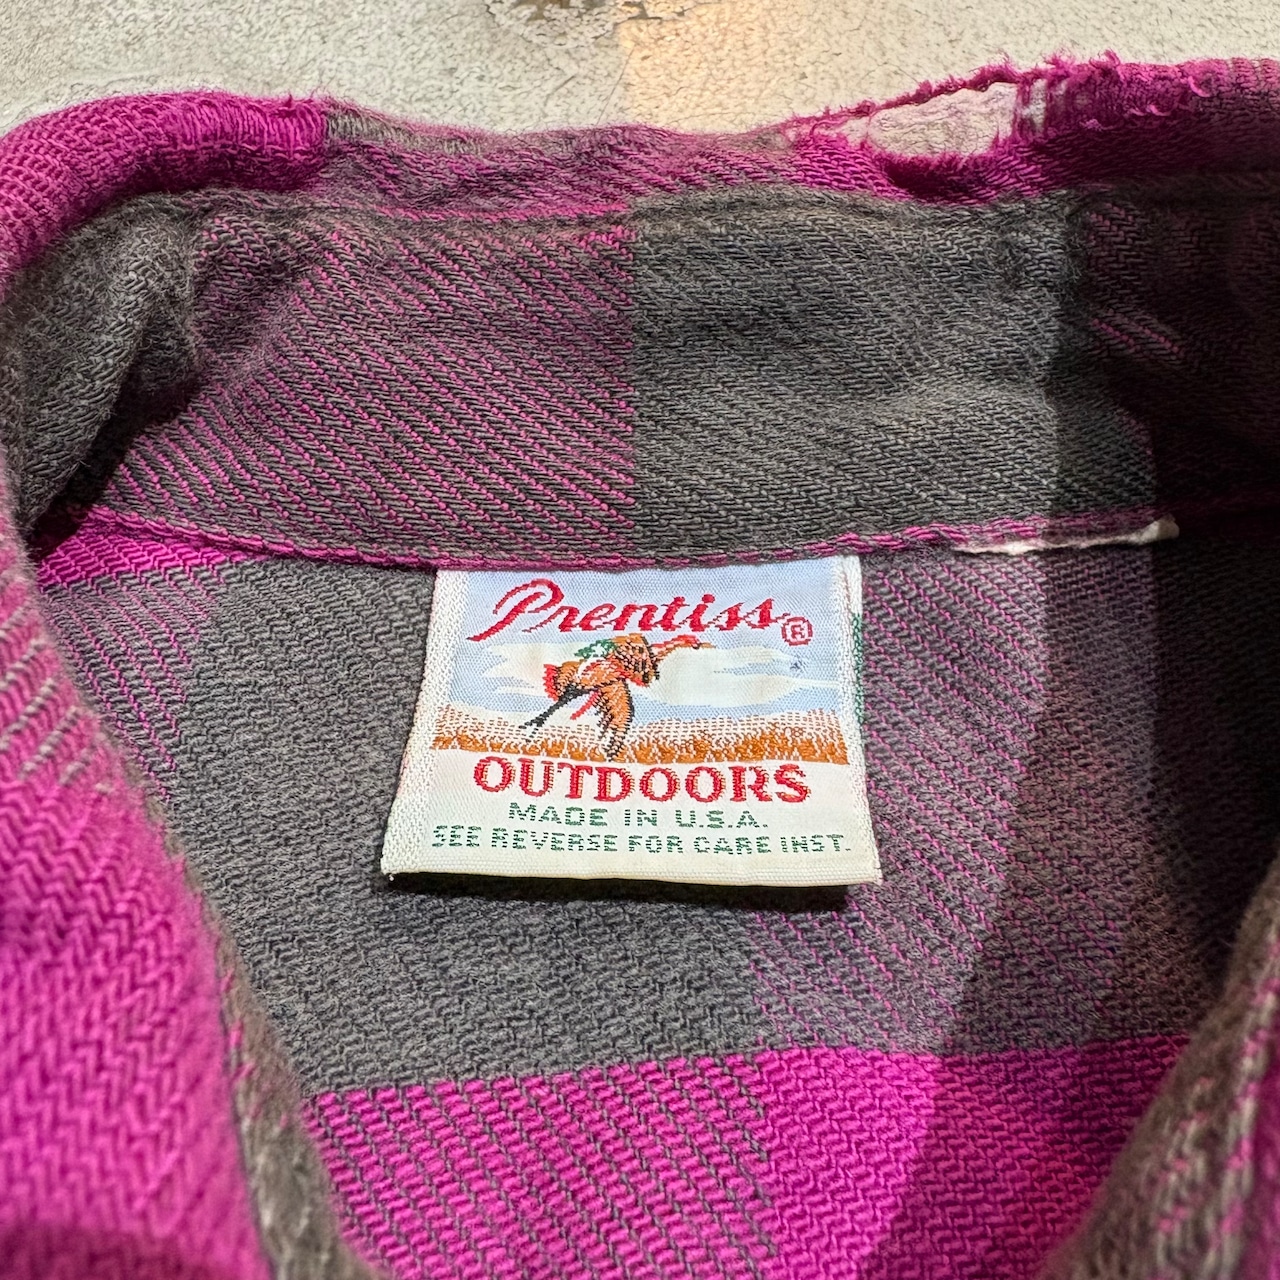 Prentiss®
OUTDOORS
MADE IN U.S.A.
SEE REVERSE FOR CARE INST.